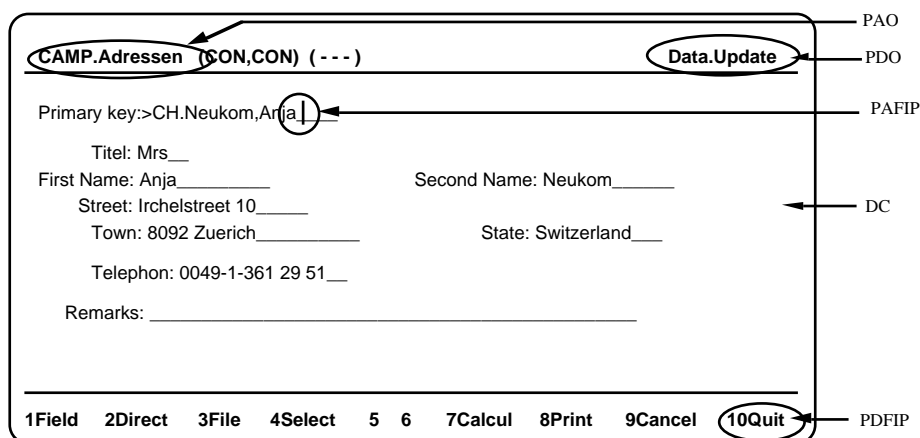 PAO
CAMP.Adressen (CON,CON) (---) Data.Update PDO
Primary key:>CH.Neukom,Anja____ PAFIP
Titel: Mrs__
First Name: Anja_________ Second Name: Neukom______
Street: Irchelstreet 10_____ DC
Town: 8092 Zuerich__________ State: Switzerland___
Telephon: 0049-1-361 29 51__
Remarks: _______________________________________________
1Field 2Direct 3File 4Select 5 6 7Calcul 8Print 9Cancel 10Quit PDFIP